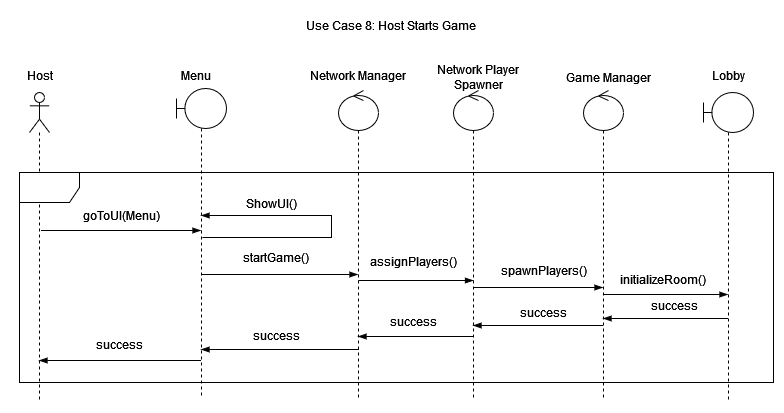 Use Case 8: Host Starts Game
Host
Menu
Network Manager
Network Player
Spawner
Game Manager
Lobby
ShowUI()
goToUI(Menu)
startGame()
assignPlayers()
spawnPlayers()
initializeRoom()
success
success
success
success
success